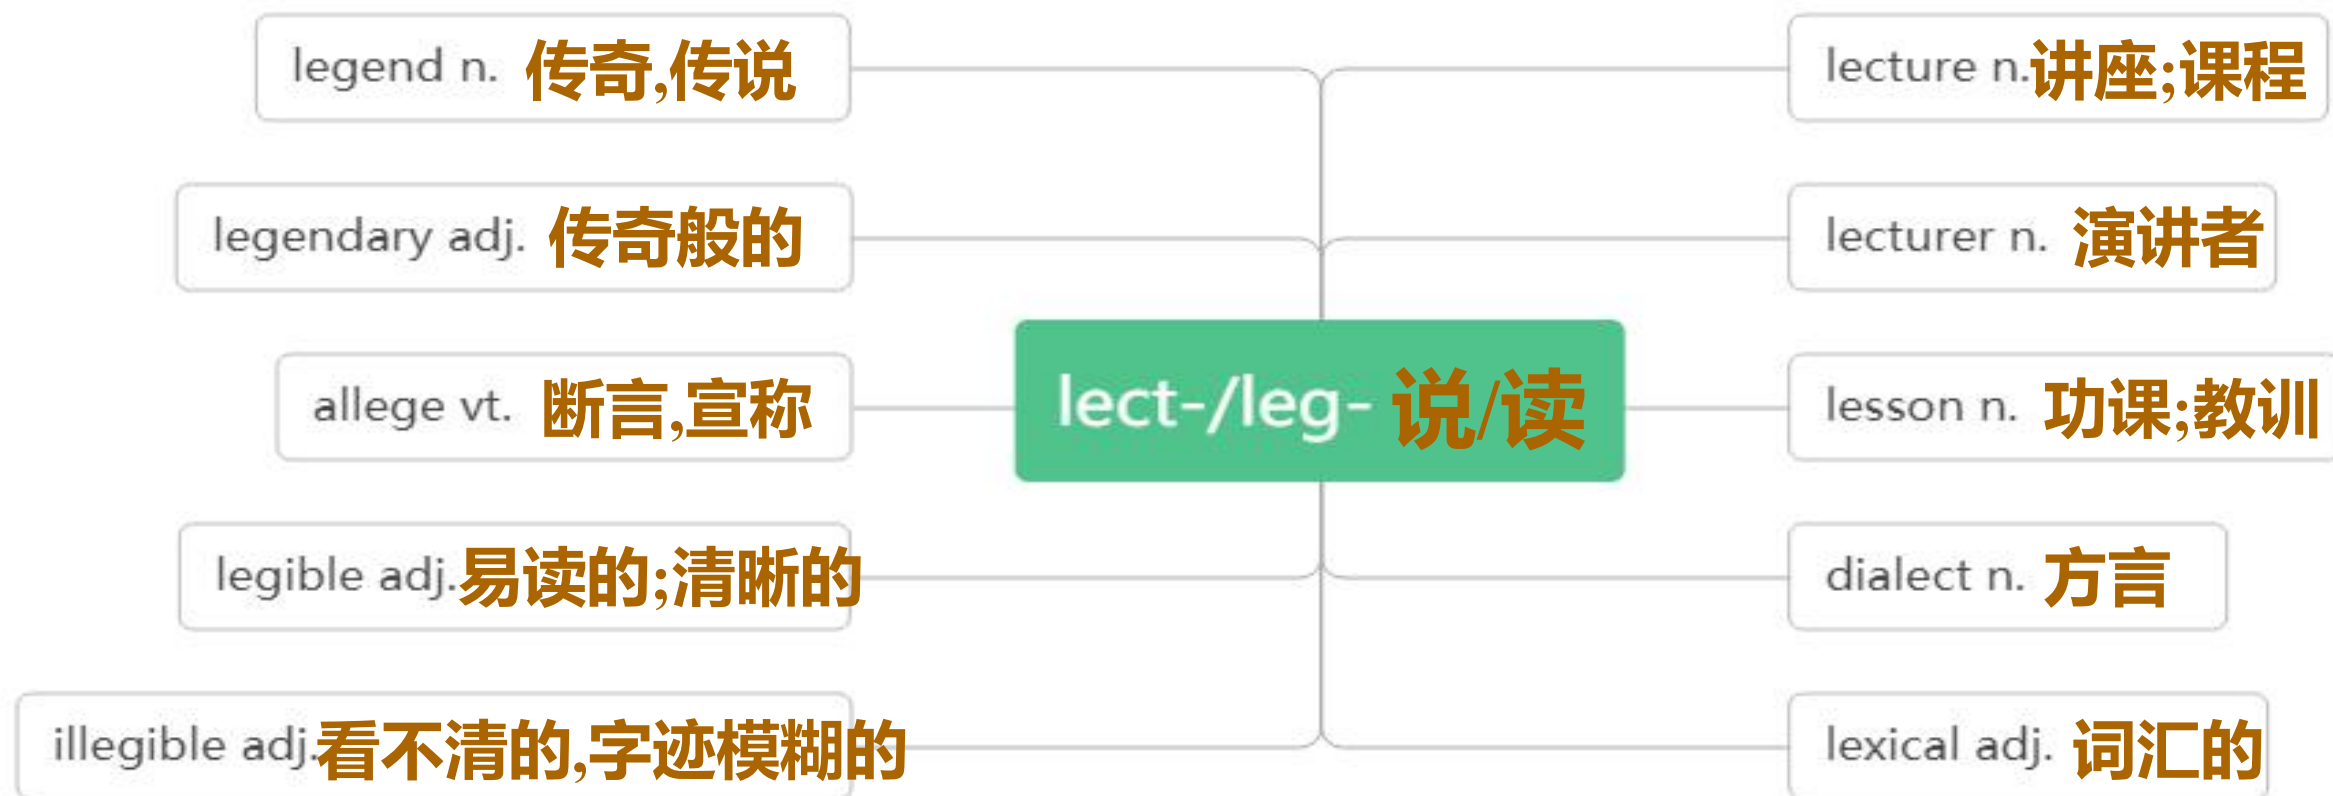 legend n. 传奇,传说
legendary adj. 传奇般的
allege vt. 断言,宣称
legible adj.易读的;清晰的
illegible adj.看不清的,字迹模糊的
lect-/leg- 说/读
lecture n.讲座;课程
lecturer n. 演讲者
lesson n. 功课;教训
dialect n. 方言
lexical adj. 词汇的